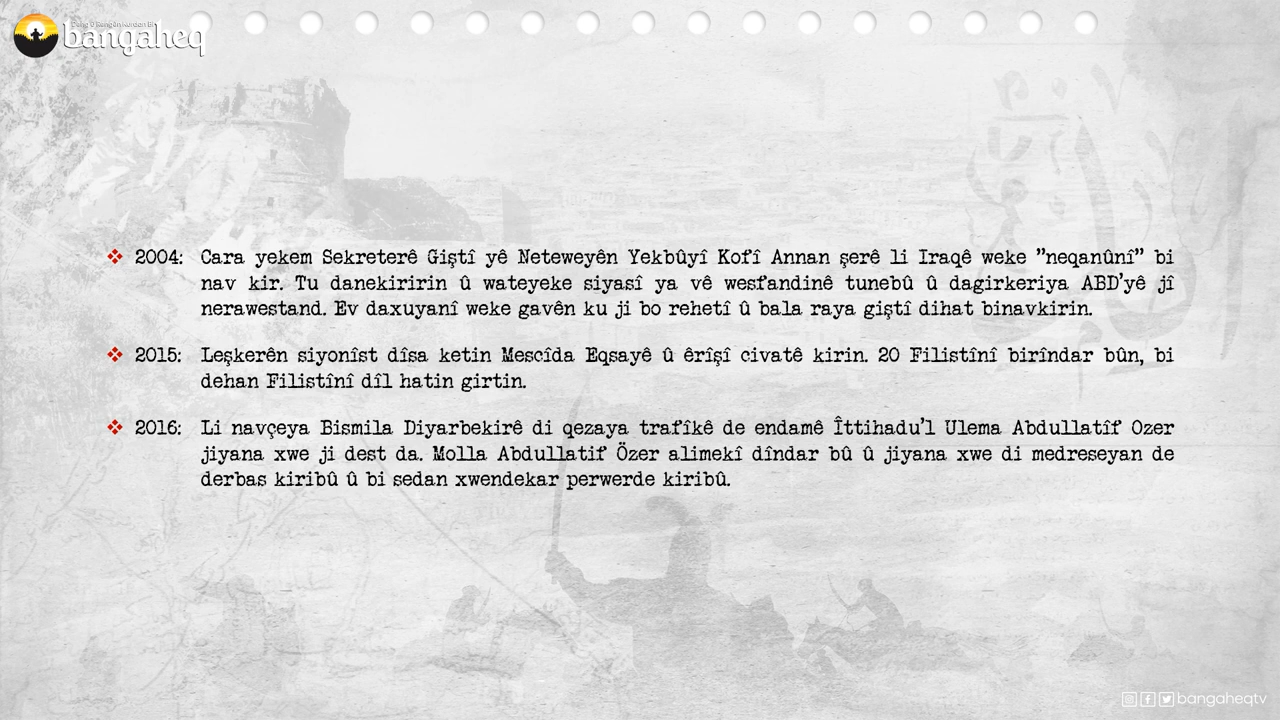 Deng û Bangên Kurdan Bi
bangaheq
❖ 2004: Cara yekem Sekreterê Giştî yê Neteweyên Yekbûyî Kofî Annan şerê li Iraqê weke ”neqanûnî” bi
nav kir. Tu danekiririn û wateyeke siyasî ya vê wesfandinê tunebû û dagirkeriya ABD'yê jî
nerawestand. Ev daxuyanî weke gavên ku ji bo rehetî û bala raya giştî dihat binavkirin.
❖ 2015: Leşkerên siyonîst dîsa ketin Mescîda Eqsayê û êrîşî civatê kirin. 20 Filistînî birîndar bûn, bi
dehan Filistînî dîl hatin girtin.
❖ 2016: Li navçeya Bismila Diyarbekirê di qezaya trafîkê de endamê Îttihadu'l Ulema Abdullatîf Ozer
jiyana xwe ji dest da. Molla Abdullatif Özer alimekî dîndar bû û jiyana xwe di medreseyan de
derbas kiribû û bi sedan xwendekar perwerde kiribû.
bangaheqtv